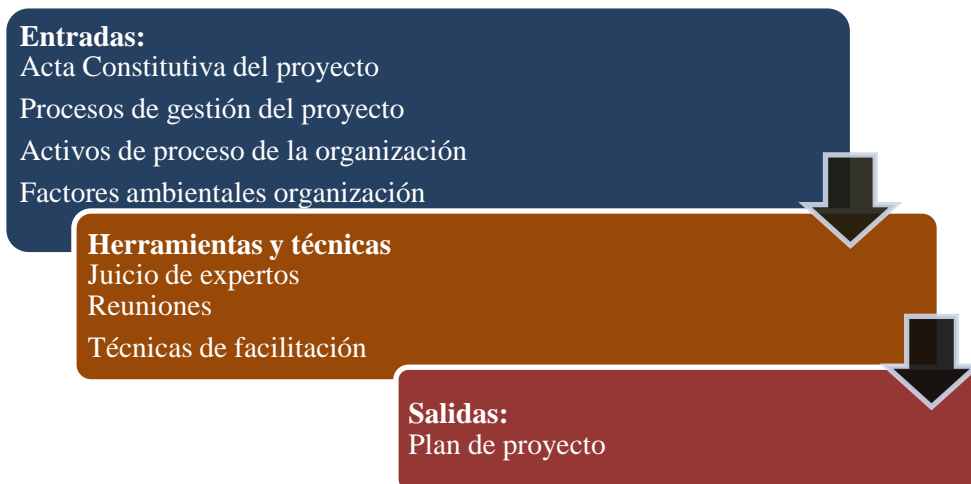 Entradas:
Acta Constitutiva del proyecto
Procesos de gestión del proyecto
Activos de proceso de la organización
Factores ambientales organización
Herramientas y técnicas
Juicio de expertos
Reuniones
Técnicas de facilitación
Salidas:
Plan de proyecto